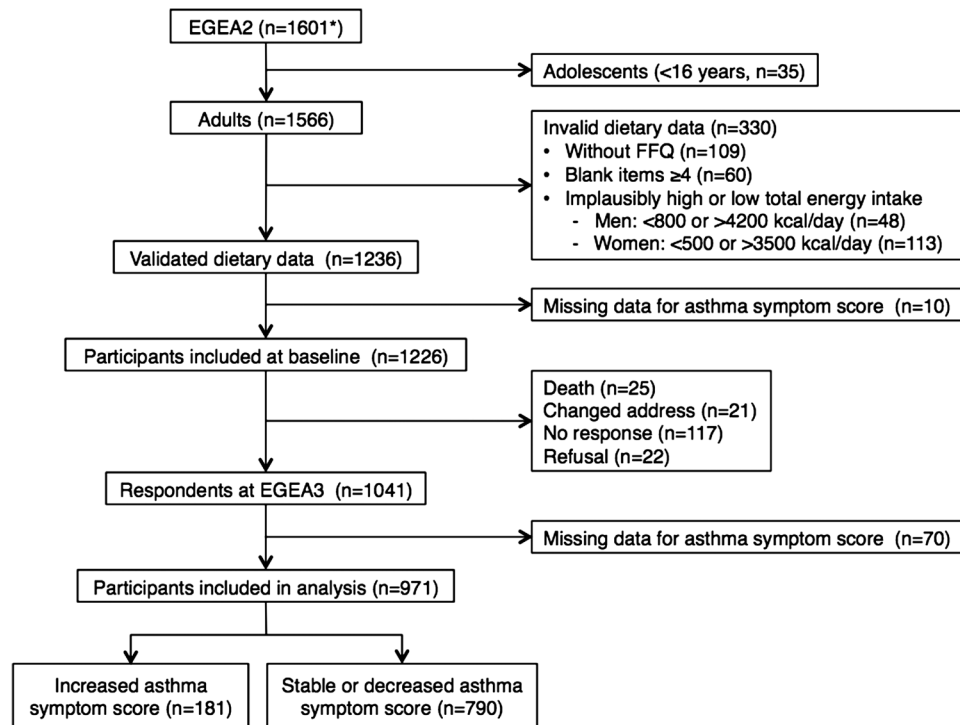 EGEA2 (n=1601*)
Adolescents (<16 years, n=35)
Adults (n=1566)
Invalid dietary data (n=330)
• Without FFQ (n=109)
• Blank items ≥4 (n=60)
• Implausibly high or low total energy intake
- Men: <800 or >4200 kcal/day (n=48)
- Women: <500 or >3500 kcal/day (n=113)
Validated dietary data (n=1236)
Missing data for asthma symptom score (n=10)
Participants included at baseline (n=1226)
Death (n=25)
Changed address (n=21)
No response (n=117)
Refusal (n=22)
Respondents at EGEA3 (n=1041)
Missing data for asthma symptom score (n=70)
Participants included in analysis (n=971)
Increased asthma
symptom score (n=181)
Stable or decreased asthma
symptom score (n=790)